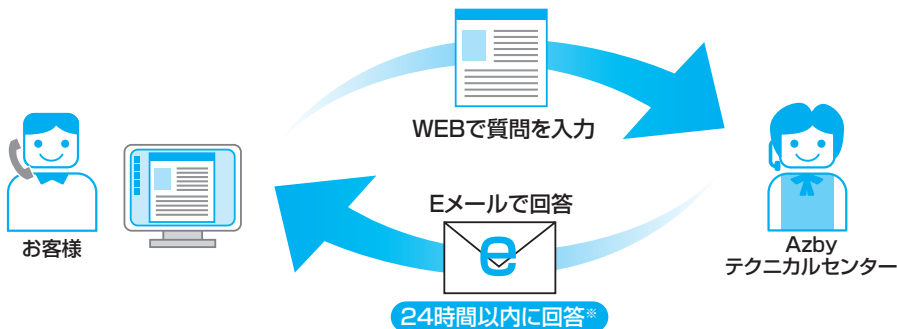 WEBで質問を入力
Eメールで回答
e
24時間以内に回答※
お客様
Azby
テクニカルセンター